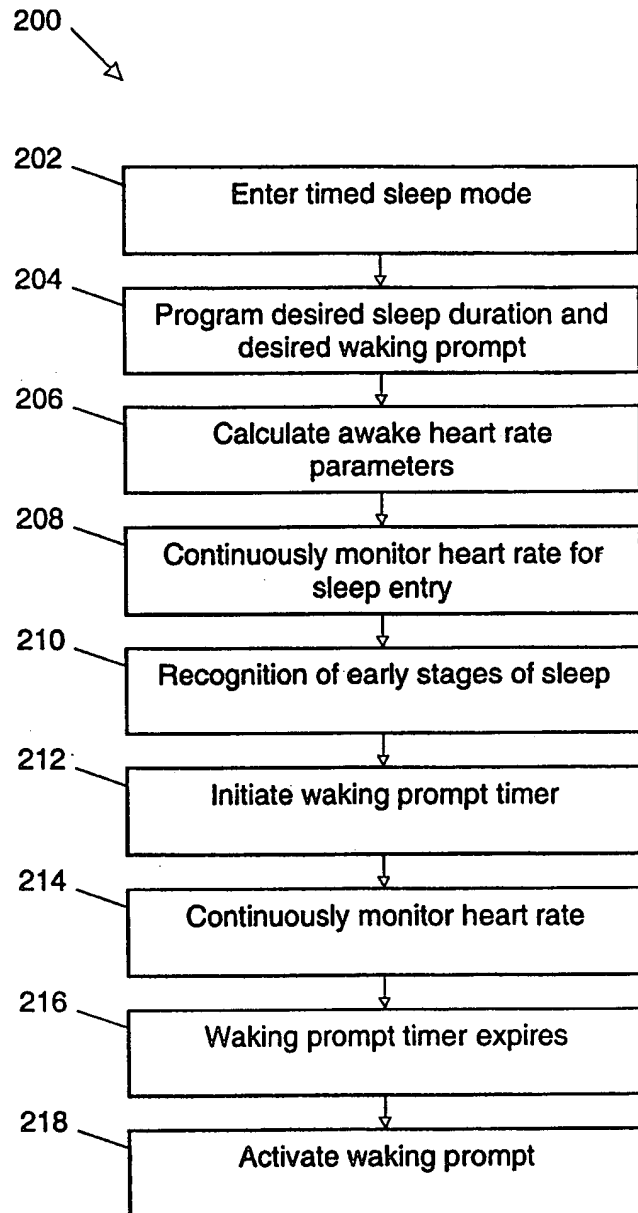 200
202
Enter timed sleep mode
204
Program desired sleep duration and
desired waking prompt
206
Calculate awake heart rate
parameters
208
Continuously monitor heart rate for
sleep entry
210
Recognition of early stages of sleep
212
Initiate waking prompt timer
214
Continuously monitor heart rate
216
Waking prompt timer expires
218
Activate waking prompt